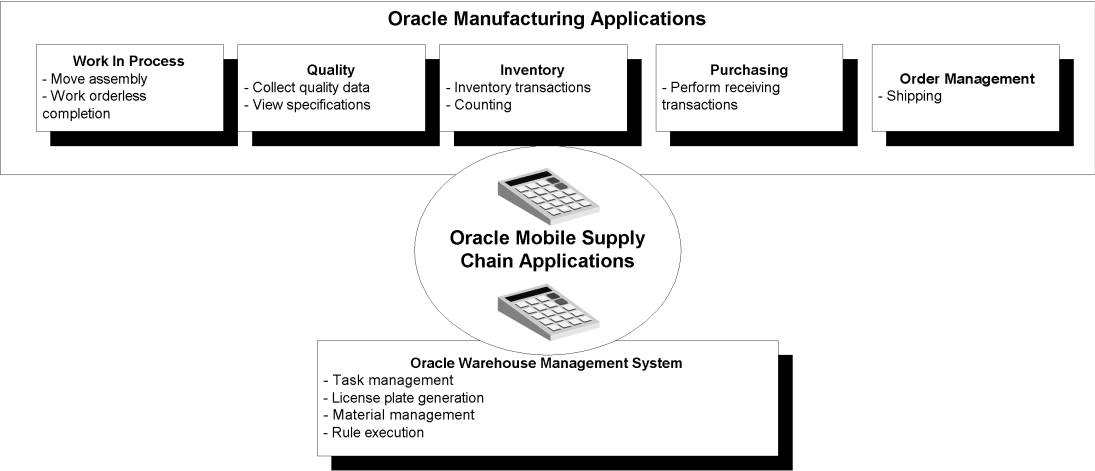 Oracle Manufacturing Applications
Work In Process
- Move assembly
- Work orderless
completion
Quality
- Collect quality data
- View specifications
Inventory
- Inventory transactions
- Counting
Purchasing
- Perform receiving
transactions
Order Management
- Shipping
Oracle Mobile Supply
Chain Applications
Oracle Warehouse Management System
- Task management
- License plate generation
- Material management
- Rule execution